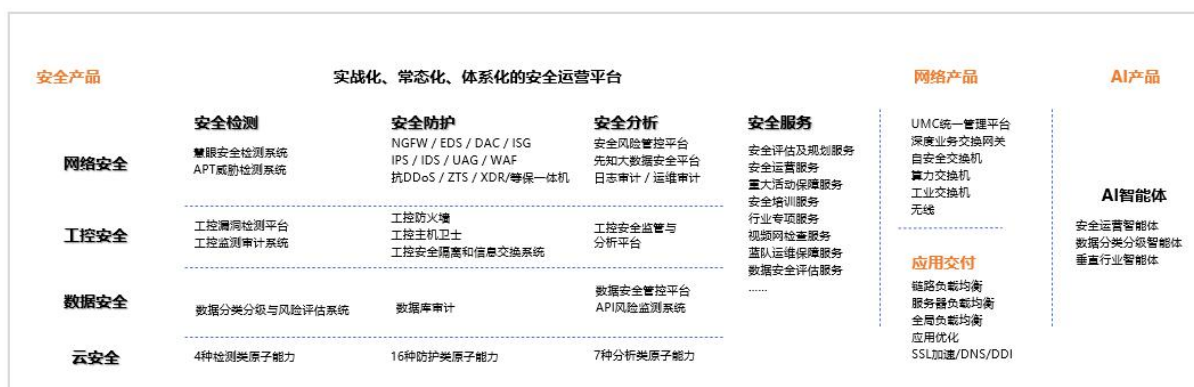 安全产品
实战化、常态化、体系化的安全运营平台
网络产品
AI产品
安全检测
安全防护
安全分析
安全服务
网络安全
慧眼安全检测系统
APT威胁检测系统
NGFW / EDS / DAC / ISG
IPS / IDS / UAG / WAF
抗DDoS / ZTS / XDR/等保一体机
安全风险管控平台
先知大数据安全平台
日志审计 / 运维审计
工控安全
工控漏洞检测平台
工控监测审计系统
工控防火墙
工控主机卫士
工控安全隔离和信息交换系统
工控安全监管与
分析平台
数据安全
数据分类分级与风险评估系统
数据库审计
数据安全管控平台
API风险监测系统
云安全
4种检测类原子能力
16种防护类原子能力
7种分析类原子能力
安全评估及规划服务
安全运营服务
重大活动保障服务
安全培训服务
行业专项服务
视频网检查服务
蓝队运维保障服务
数据安全评估服务
……
UMC统一管理平台
深度业务交换网关
自安全交换机
算力交换机
工业交换机
无线
应用交付
链路负载均衡
服务器负载均衡
全局负载均衡
应用优化
SSL加速/DNS/DDI
AI智能体
安全运营智能体
数据分类分级智能体
垂直行业智能体